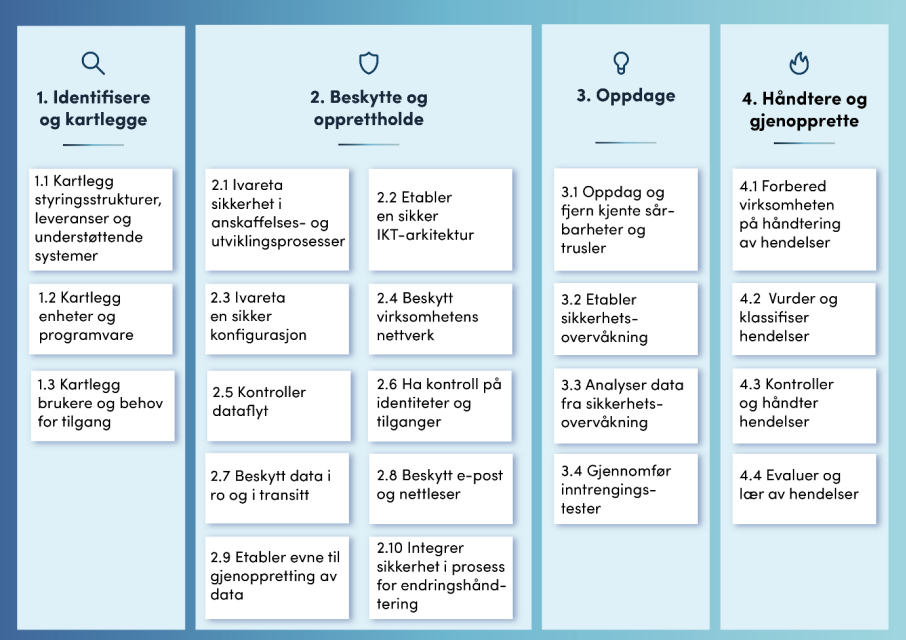 1. Identifisere
og kartlegge
1.1 Kartlegg
styringsstrukturer,
leveranser og
understøttende
systemer
1.2 Kartlegg
enheter og
programvare
1.3 Kartlegg
brukere og behov
for tilgang
2. Beskytte og
opprettholde
2.1 Ivareta
sikkerhet i
anskaffelses- og
utviklingsprosesser
2.2 Etabler
en sikker
IKT-arkitektur
2.3 Ivareta
en sikker
konfigurasjon
2.4 Beskytt
virksomhetens
nettverk
2.5 Kontroller
dataflyt
2.6 Ha kontroll på
identiteter og
tilganger
2.7 Beskytt data i
ro og i transitt
2.8 Beskytt e-post
og nettleser
2.9 Etabler evne til
gjenoppretting av
data
2.10 Integrer
sikkerhet i prosess
for endringshånd-
tering
3. Oppdage
3.1 Oppdag og
fjern kjente sår-
barheter og
trusler
3.2 Etabler
sikkerhets-
overvåkning
3.3 Analyser data
fra sikkerhets-
overvåkning
3.4 Gjennomfør
inntrengings-
tester
4. Håndtere og
gjenopprette
4.1 Forbered
virksomheten
på håndtering
av hendelser
4.2 Vurder og
klassifiser
hendelser
4.3 Kontroller
og håndter
hendelser
4.4 Evaluer og
lær av hendelser